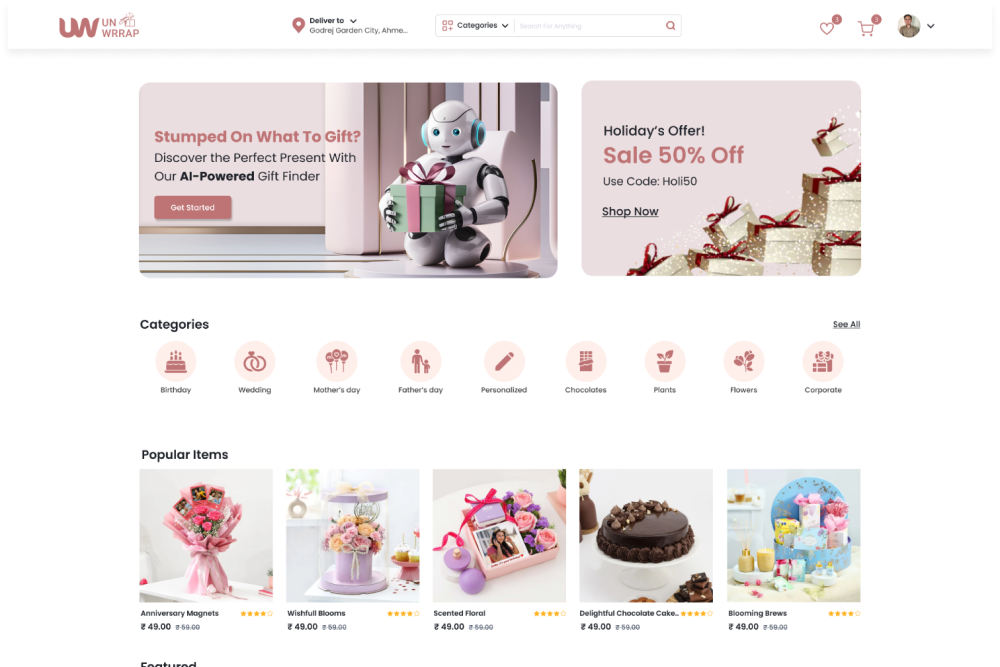 UW UN
WRRAP
Deliver to
Godrej Garden City, Ahme...
Categories
Search For Anything
3
3
Stumped On What To Gift?
Discover the Perfect Present With
Our AI-Powered Gift Finder
Get Started
Holiday's Offer!
Sale 50% Off
Use Code: Holi50
Shop Now
Categories
See All
Birthday
Wedding
Mother's day
Father's day
Personalized
Chocolates
Plants
Flowers
Corporate
Popular Items
Anniversary Magnets
₹ 49.00 ₹ 59.00
Wishfull Blooms
₹ 49.00 ₹ 59.00
Scented Floral
₹ 49.00 ₹ 59.00
Delightful Chocolate Cake..
₹ 49.00 ₹ 59.00
Blooming Brews
₹ 49.00 ₹ 59.00
Featured